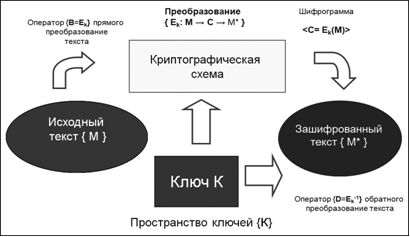 Оператор {B=Ek} прямого
преобразование
текста
Преобразование
{ Ek: M → C → M* }
Шифрограмма
<C= Ek(M)>
Криптографическая
схема
Исходный
текст { M }
Зашифрованный
текст { M* }
Ключ K
Оператор {D=Ek⁻¹} обратного
преобразование текста
Пространство ключей {K}